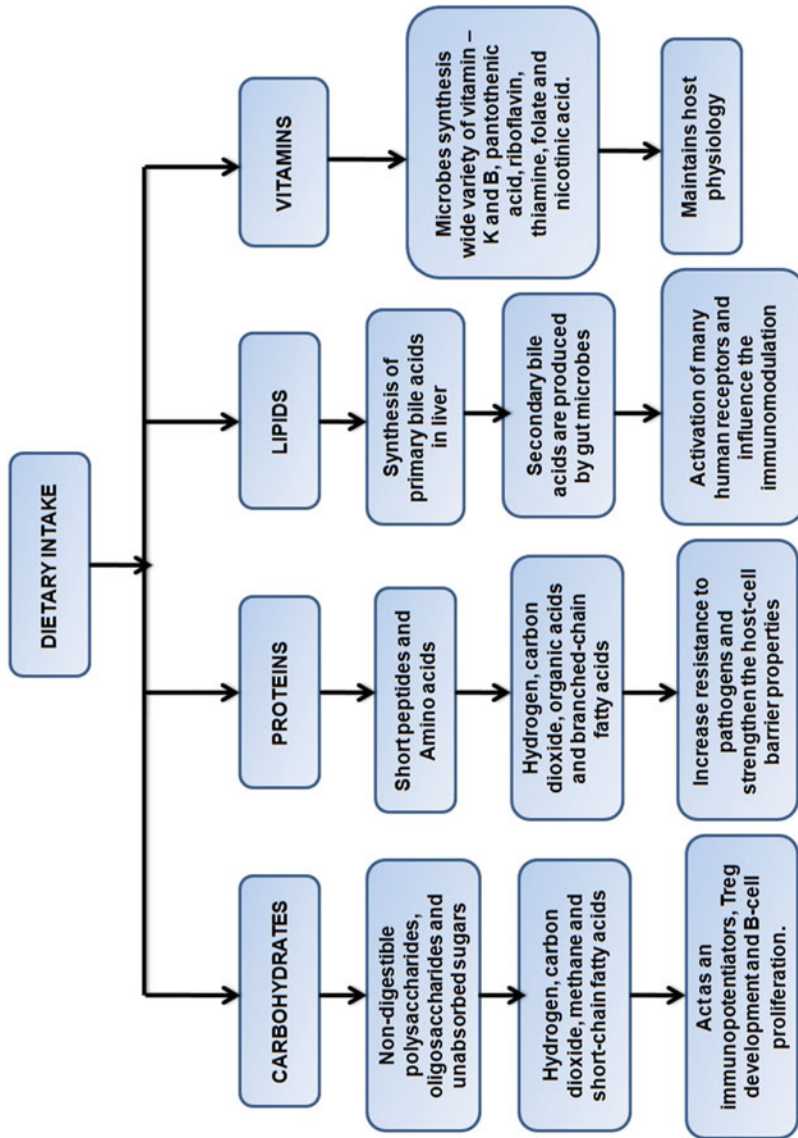 DIETARY INTAKE
CARBOHYDRATES
Non-digestible
polysaccharides,
oligosaccharides and
unabsorbed sugars
Hydrogen, carbon
dioxide, methane and
short-chain fatty acids
Act as an
immunopotentiators, Treg
development and B-cell
proliferation.
PROTEINS
Short peptides and
Amino acids
Hydrogen, carbon
dioxide, organic acids
and branched-chain
fatty acids
Increase resistance to
pathogens and
strengthen the host-cell
barrier properties
LIPIDS
Synthesis of
primary bile acids
in liver
Secondary bile
acids are produced
by gut microbes
Activation of many
human receptors and
influence the
immunomodulation
VITAMINS
Microbes synthesis
wide variety of vitamin –
K and B, pantothenic
acid, riboflavin,
thiamine, folate and
nicotinic acid.
Maintains host
physiology